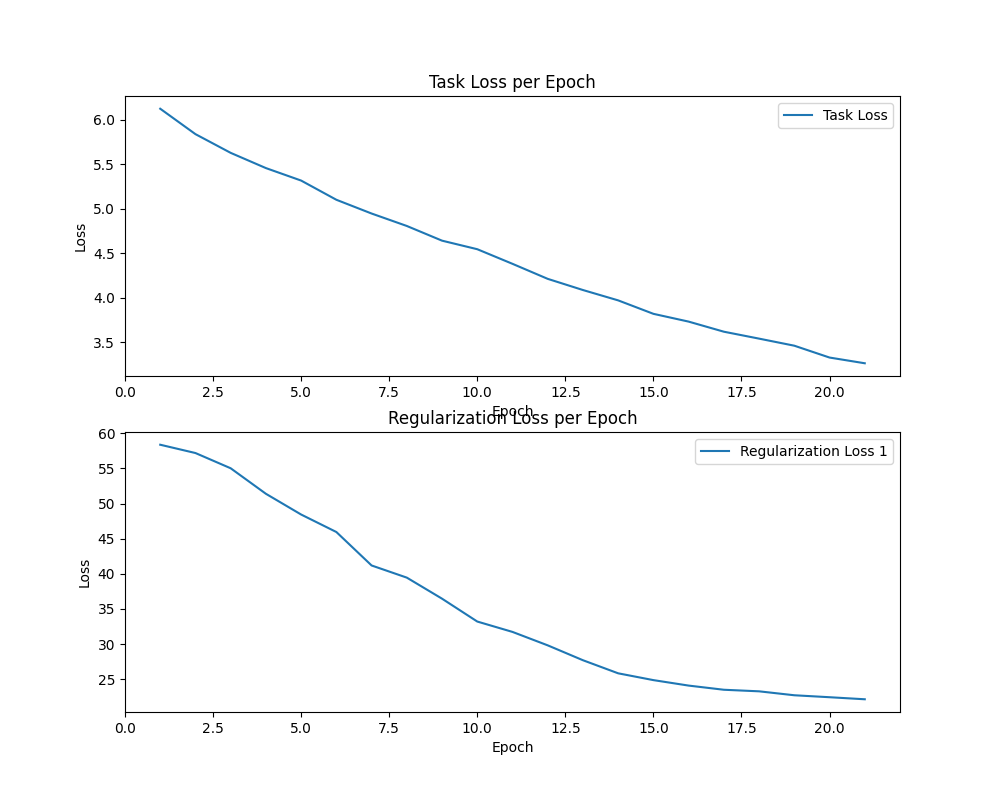 Task Loss per Epoch
Task Loss
6.0
5.5
5.0
4.5
4.0
3.5
Loss
0.0 2.5 5.0 7.5 10.0 12.5 15.0 17.5 20.0
Epoch
Regularization Loss per Epoch
Regularization Loss 1
60
55
50
45
40
35
30
25
Loss
0.0 2.5 5.0 7.5 10.0 12.5 15.0 17.5 20.0
Epoch